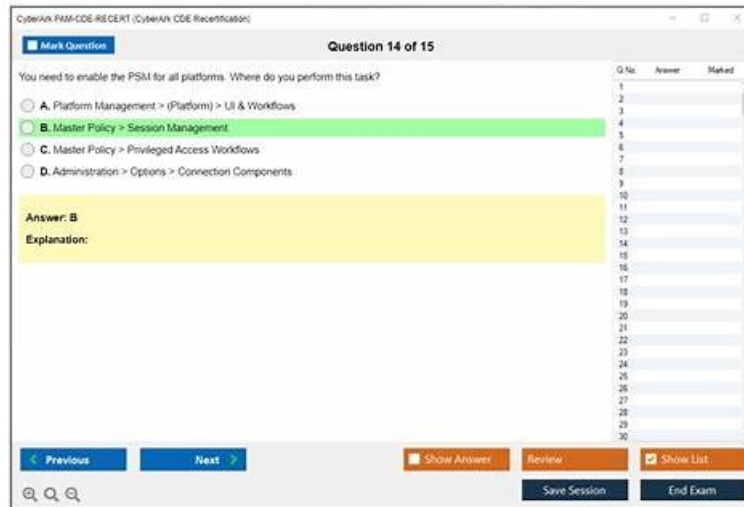 CyberArk PAM-CDE-RECERT (CyberArk CDE Recertification)
Mark Question
Question 14 of 15
You need to enable the PSM for all platforms. Where do you perform this task?
A. Platform Management > (Platform) > UI & Workflows
B. Master Policy > Session Management
C. Master Policy > Privileged Access Workflows
D. Administration > Options > Connection Components
Answer: B
Explanation:
Q No. Answer Marked
1
2
3
4
5
6
7
8
9
10
11
12
13
14
15
16
17
18
19
20
21
22
23
24
25
26
27
28
29
30
Previous
Next
Show Answer
Review
Show List
Save Session
End Exam